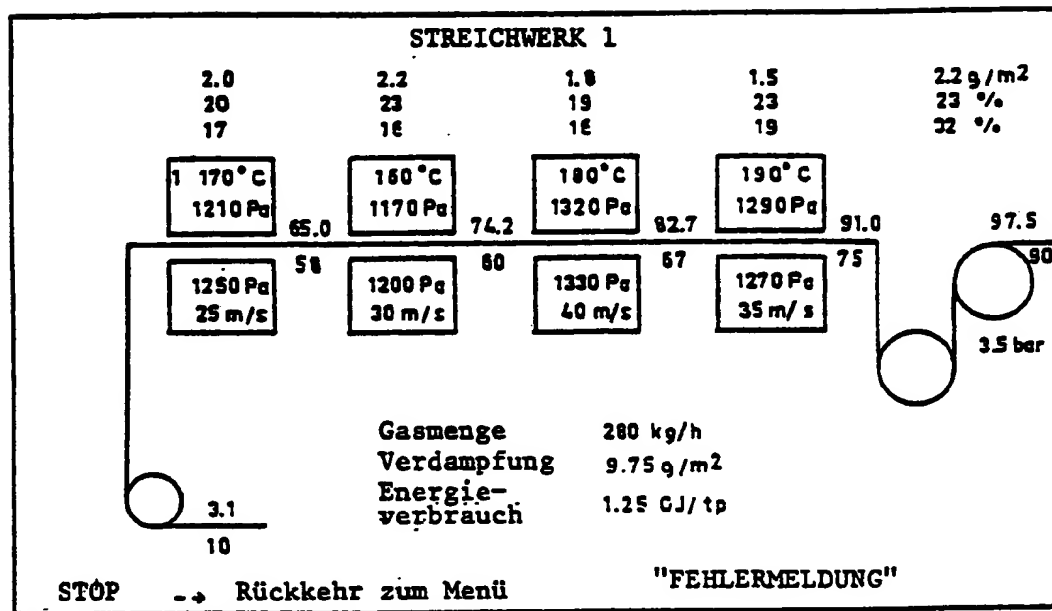 STREICHWERK 1
2.0 2.2 1.8 1.5 2.2 g/m2
20 23 19 23 23 %
17 16 16 19 32 %
1 170°C 160°C 180°C 190°C
1210 Pa 1170 Pa 1320 Pa 1290 Pa
65.0 74.2 82.7 91.0 97.5
58 60 67 75 90
1250 Pa 1200 Pa 1330 Pa 1270 Pa
25 m/s 30 m/s 40 m/s 35 m/s
3.5 bar
Gasmenge 280 kg/h
Verdampfung 9.75 g/m2
Energie-
verbrauch 1.25 GJ/tp
3.1
10
"FEHLERMELDUNG"
STOP --> Rückkehr zum Menü